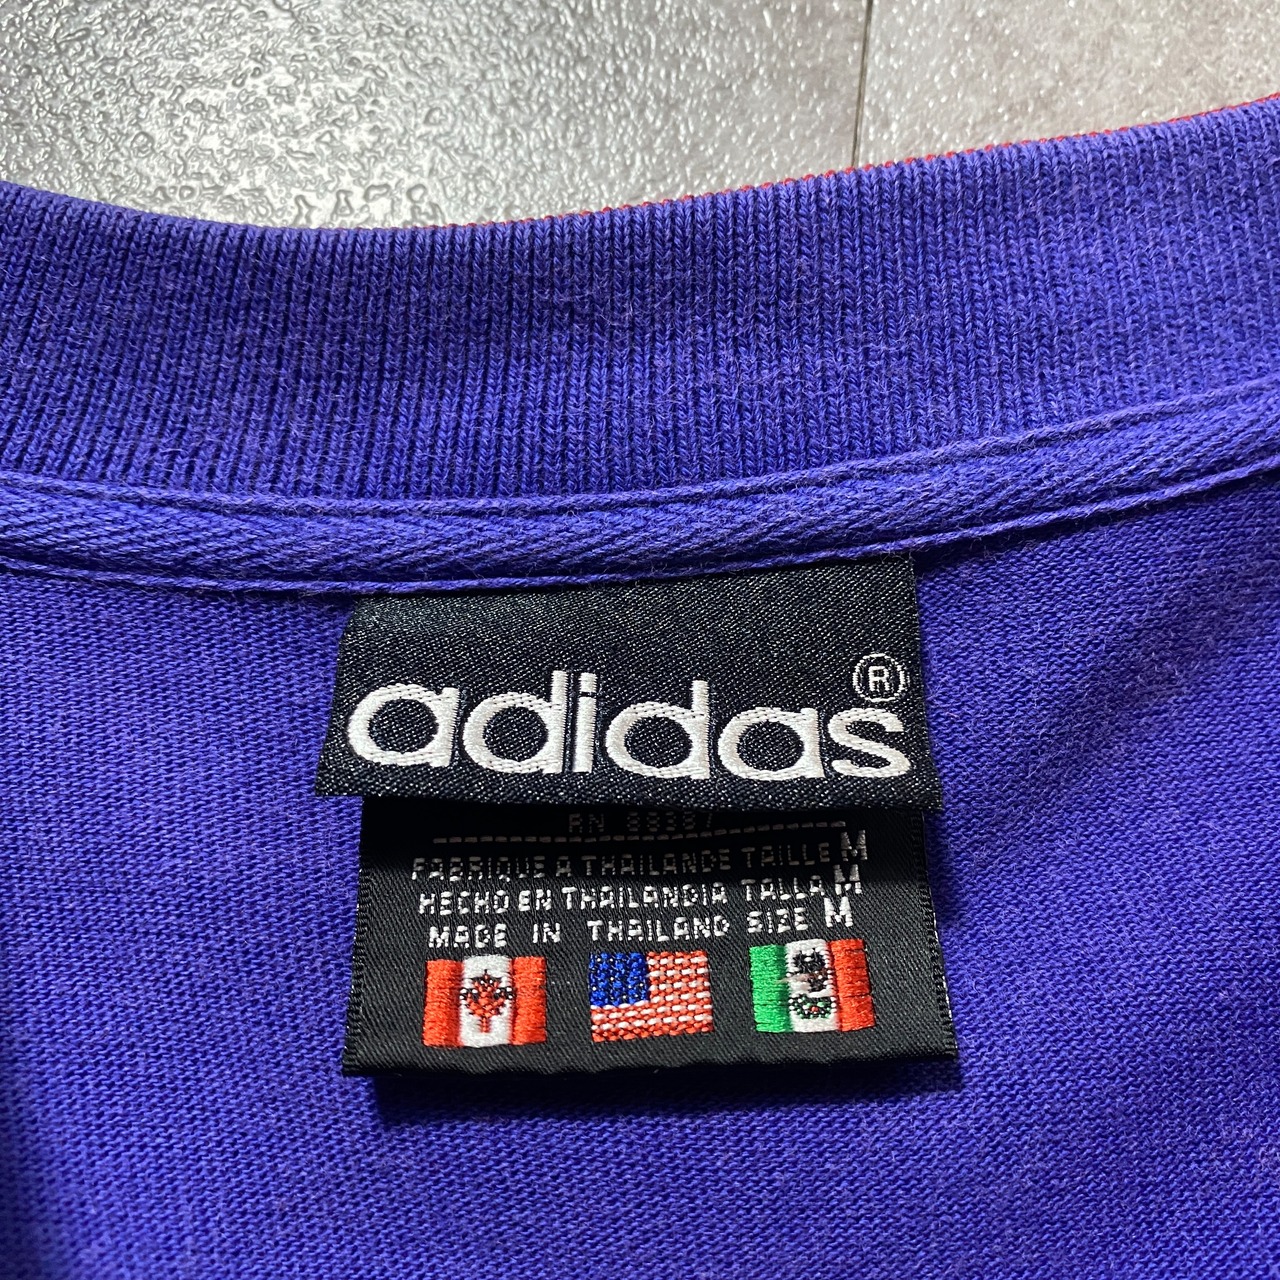 adidas®
RN 88387
FABRIQUE A THAILANDE TAILLE M
HECHO EN THAILANDIA TALLA M
MADE IN THAILAND SIZE M